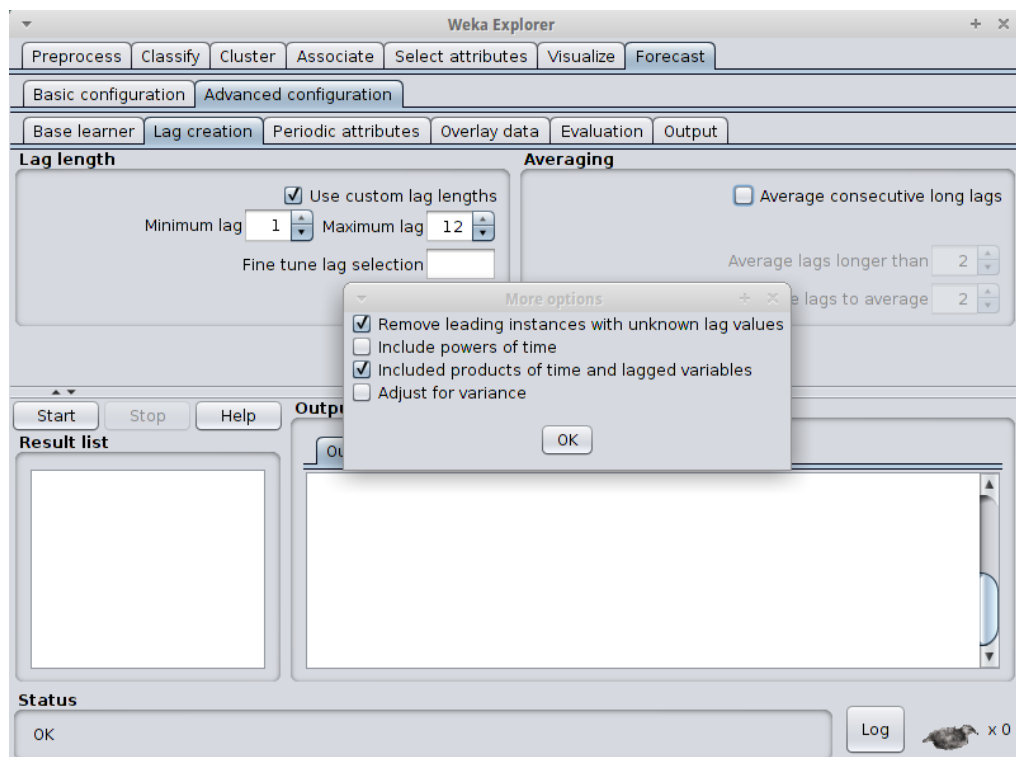 Weka Explorer
Preprocess Classify Cluster Associate Select attributes Visualize Forecast
Basic configuration Advanced configuration
Base learner Lag creation Periodic attributes Overlay data Evaluation Output
Lag length
Use custom lag lengths
Minimum lag 1 Maximum lag 12
Fine tune lag selection
Averaging
Average consecutive long lags
Average lags longer than 2
lags to average 2
More options
Remove leading instances with unknown lag values
Include powers of time
Included products of time and lagged variables
Adjust for variance
OK
Start Stop Help
Result list
Outpu
Ou
Status
OK
Log x 0